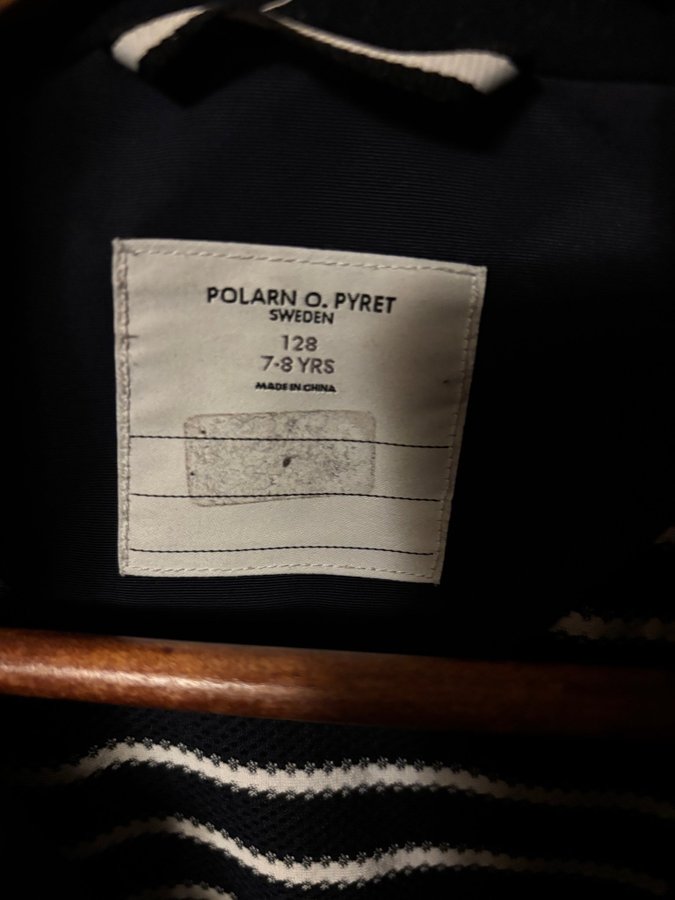 POLARN O. PYRET
SWEDEN
128
7-8 YRS
MADE IN CHINA